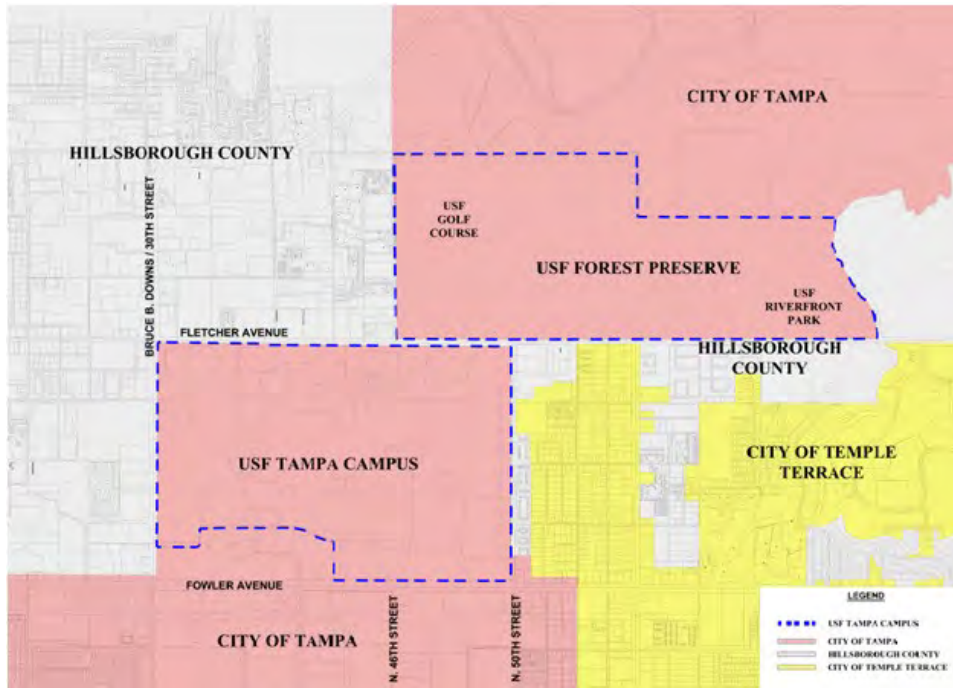 CITY OF TAMPA
HILLSBOROUGH COUNTY
BRUCE B. DOWNS / 30TH STREET
USF
GOLF
COURSE
USF FOREST PRESERVE
USF
RIVERFRONT
PARK
FLETCHER AVENUE
HILLSBOROUGH
COUNTY
USF TAMPA CAMPUS
CITY OF TEMPLE
TERRACE
FOWLER AVENUE
CITY OF TAMPA
N. 46TH STREET
N. 50TH STREET
LEGEND
USF TAMPA CAMPUS
CITY OF TAMPA
HILLSBOROUGH COUNTY
CITY OF TEMPLE TERRACE